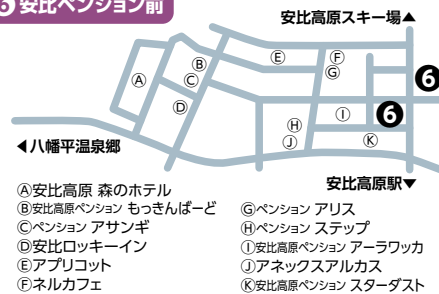 ❻安比ペンション前
安比高原スキー場▲
Ⓔ
Ⓕ
Ⓑ
Ⓖ
Ⓐ
Ⓒ
❻
Ⓓ
Ⓘ
❻
Ⓗ
◀八幡平温泉郷
Ⓙ
Ⓚ
安比高原駅▼
Ⓐ安比高原 森のホテル
Ⓑ安比高原ペンション もっきんばーど
Ⓒペンション アサンギ
Ⓓ安比ロッキーイン
Ⓔアプリコット
Ⓕネルカフェ
Ⓖペンション アリス
Ⓗペンション ステップ
Ⓘ安比高原ペンション アーラワッカ
Ⓙアネックスアルカス
Ⓚ安比高原ペンション スターダスト